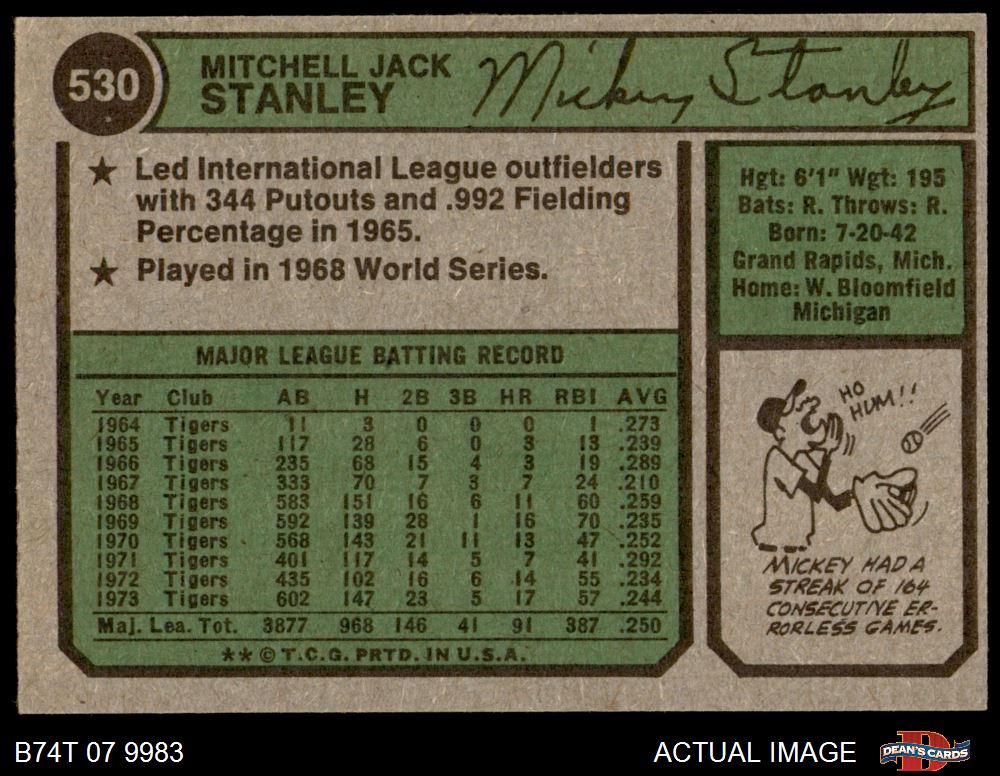 530
MITCHELL JACK
STANLEY
Mickey Stanley
★ Led International League outfielders
with 344 Putouts and .992 Fielding
Percentage in 1965.
★ Played in 1968 World Series.
Hgt: 6'1" Wgt: 195
Bats: R. Throws: R.
Born: 7-20-42
Grand Rapids, Mich.
Home: W. Bloomfield
Michigan
MAJOR LEAGUE BATTING RECORD
Year Club AB H 2B 3B HR RBI AVG
1964 Tigers 11 3 0 0 0 1 .273
1965 Tigers 117 28 6 0 3 13 .239
1966 Tigers 235 68 15 4 3 19 .289
1967 Tigers 333 70 7 3 7 24 .210
1968 Tigers 583 151 16 6 11 60 .259
1969 Tigers 592 139 28 1 16 70 .235
1970 Tigers 568 143 21 11 13 47 .252
1971 Tigers 401 117 14 5 7 41 .292
1972 Tigers 435 102 16 6 14 55 .234
1973 Tigers 602 147 23 5 17 57 .244
Maj. Lea. Tot. 3877 968 146 41 91 387 .250
** © T.C.G. PRTD. IN U.S.A.
HO
HUM!!
MICKEY HAD A
STREAK OF 164
CONSECUTIVE ER-
RORLESS GAMES.
B74T 07 9983
ACTUAL IMAGE
D
DEAN'S CARDS